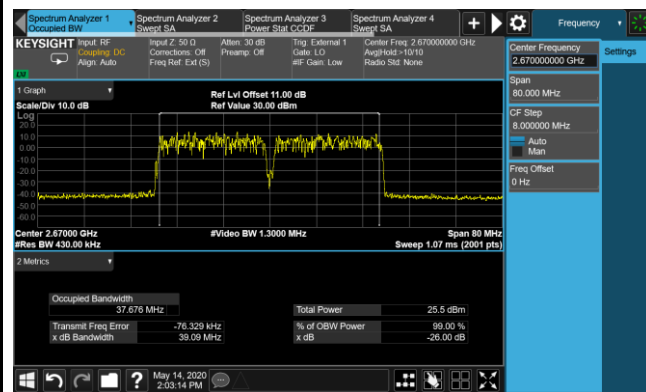 Spectrum Analyzer 1
Occupied BW
Spectrum Analyzer 2
Swept SA
Spectrum Analyzer 3
Power Stat CCDF
Spectrum Analyzer 4
Swept SA
Frequency
KEYSIGHT
Input: RF
Coupling: DC
Align: Auto
Input Z: 50 Ω
Corrections: Off
Freq Ref: Ext (S)
Atten: 30 dB
Preamp: Off
Trig: External 1
Gate: LO
#IF Gain: Low
Center Freq: 2.670000000 GHz
Avg|Hold:>10/10
Radio Std: None
LXI
Center Frequency
2.670000000 GHz
Settings
Span
80.000 MHz
CF Step
8.000000 MHz
Auto
Man
Freq Offset
0 Hz
1 Graph
Scale/Div 10.0 dB
Ref Lvl Offset 11.00 dB
Ref Value 30.00 dBm
Log
20.0
10.0
0.00
-10.0
-20.0
-30.0
-40.0
-50.0
-60.0
Center 2.67000 GHz
#Res BW 430.00 kHz
#Video BW 1.3000 MHz
Span 80 MHz
Sweep 1.07 ms (2001 pts)
2 Metrics
Occupied Bandwidth
37.676 MHz
Total Power 25.5 dBm
Transmit Freq Error -76.329 kHz
% of OBW Power 99.00 %
x dB Bandwidth 39.09 MHz
x dB -26.00 dB
May 14, 2020
2:03:14 PM